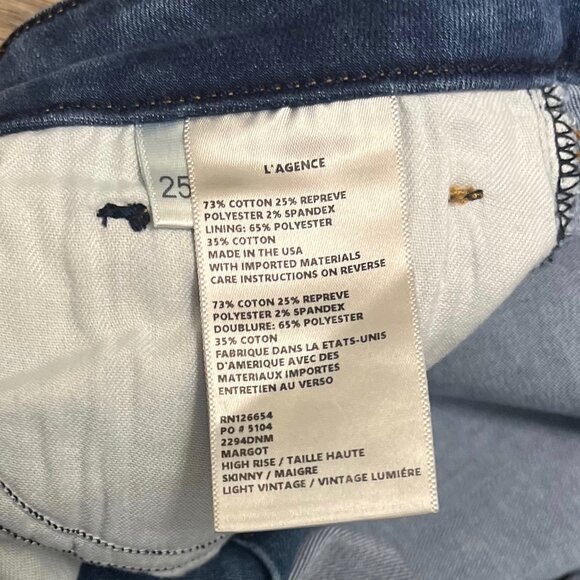 25
L'AGENCE
73% COTTON 25% REPREVE
POLYESTER 2% SPANDEX
LINING: 65% POLYESTER
35% COTTON
MADE IN THE USA
WITH IMPORTED MATERIALS
CARE INSTRUCTIONS ON REVERSE
73% COTON 25% REPREVE
POLYESTER 2% SPANDEX
DOUBLURE: 65% POLYESTER
35% COTON
FABRIQUE DANS LA ETATS-UNIS
D'AMERIQUE AVEC DES
MATERIAUX IMPORTES
ENTRETIEN AU VERSO
RN126654
PO # 5104
2294DNM
MARGOT
HIGH RISE / TAILLE HAUTE
SKINNY / MAIGRE
LIGHT VINTAGE / VINTAGE LUMIÉRE